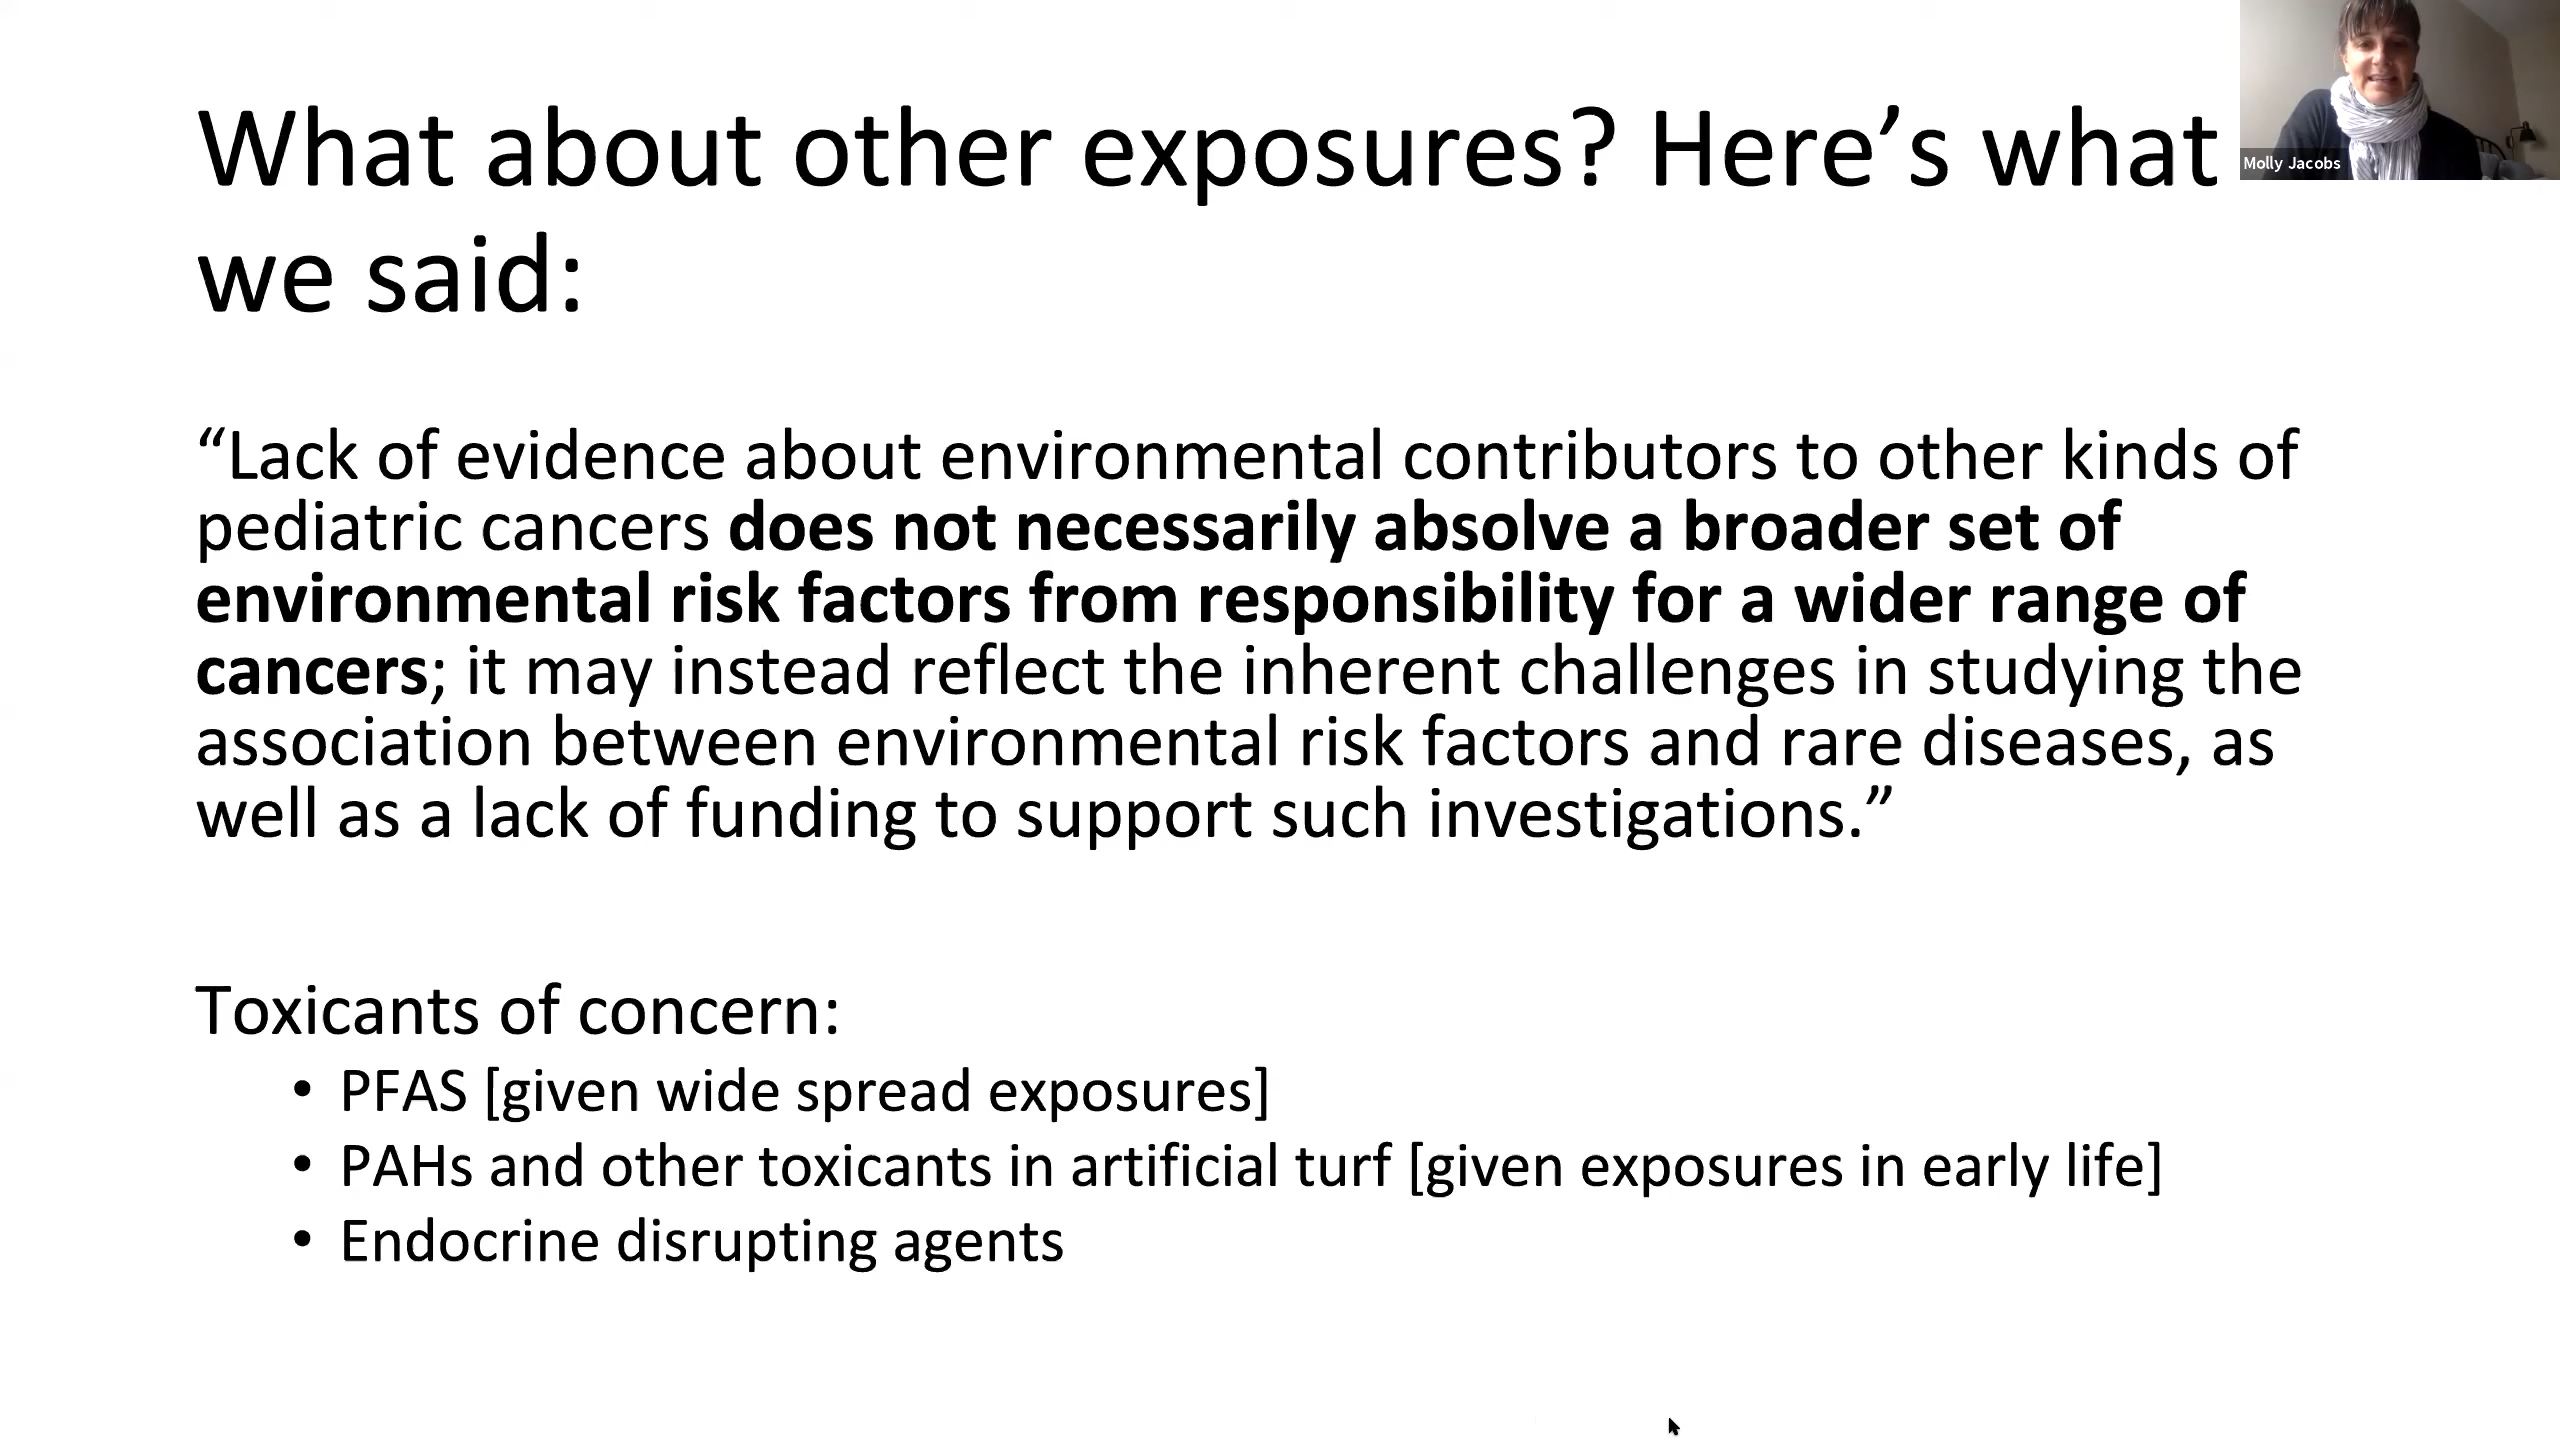 What about other exposures? Here’s what
we said:
Molly Jacobs
“Lack of evidence about environmental contributors to other kinds of
pediatric cancers does not necessarily absolve a broader set of
environmental risk factors from responsibility for a wider range of
cancers; it may instead reflect the inherent challenges in studying the
association between environmental risk factors and rare diseases, as
well as a lack of funding to support such investigations.”
Toxicants of concern:
• PFAS [given wide spread exposures]
• PAHs and other toxicants in artificial turf [given exposures in early life]
• Endocrine disrupting agents